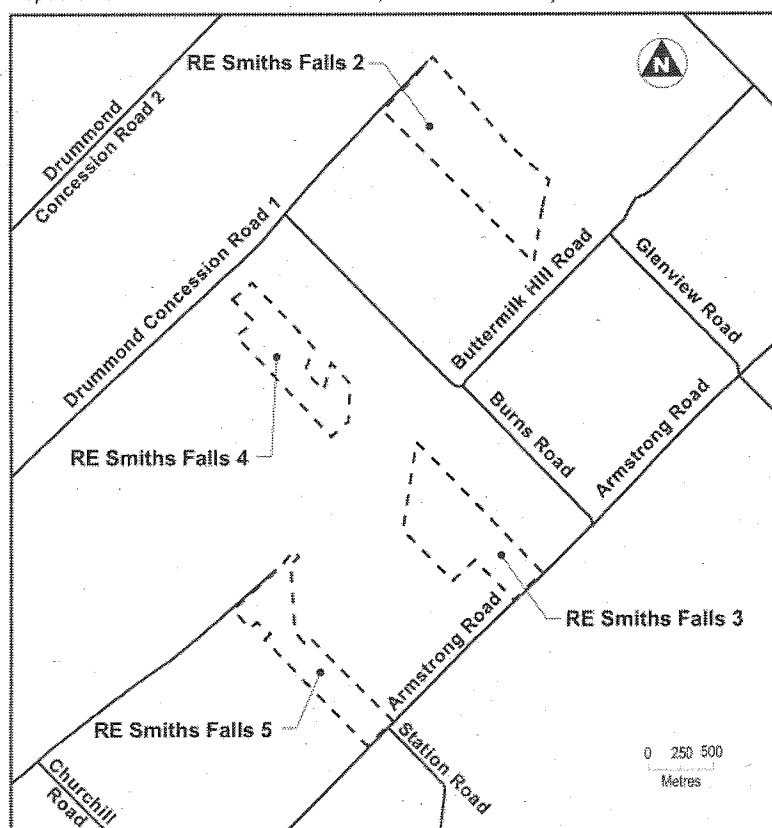 RE Smiths Falls 2
N
Drummond
Concession Road 2
Drummond Concession Road 1
Buttermilk Hill Road
Glenview Road
Burns Road
Armstrong Road
RE Smiths Falls 4
RE Smiths Falls 3
Armstrong Road
RE Smiths Falls 5
Station Road
Churchill
Road
0 250 500
Metres